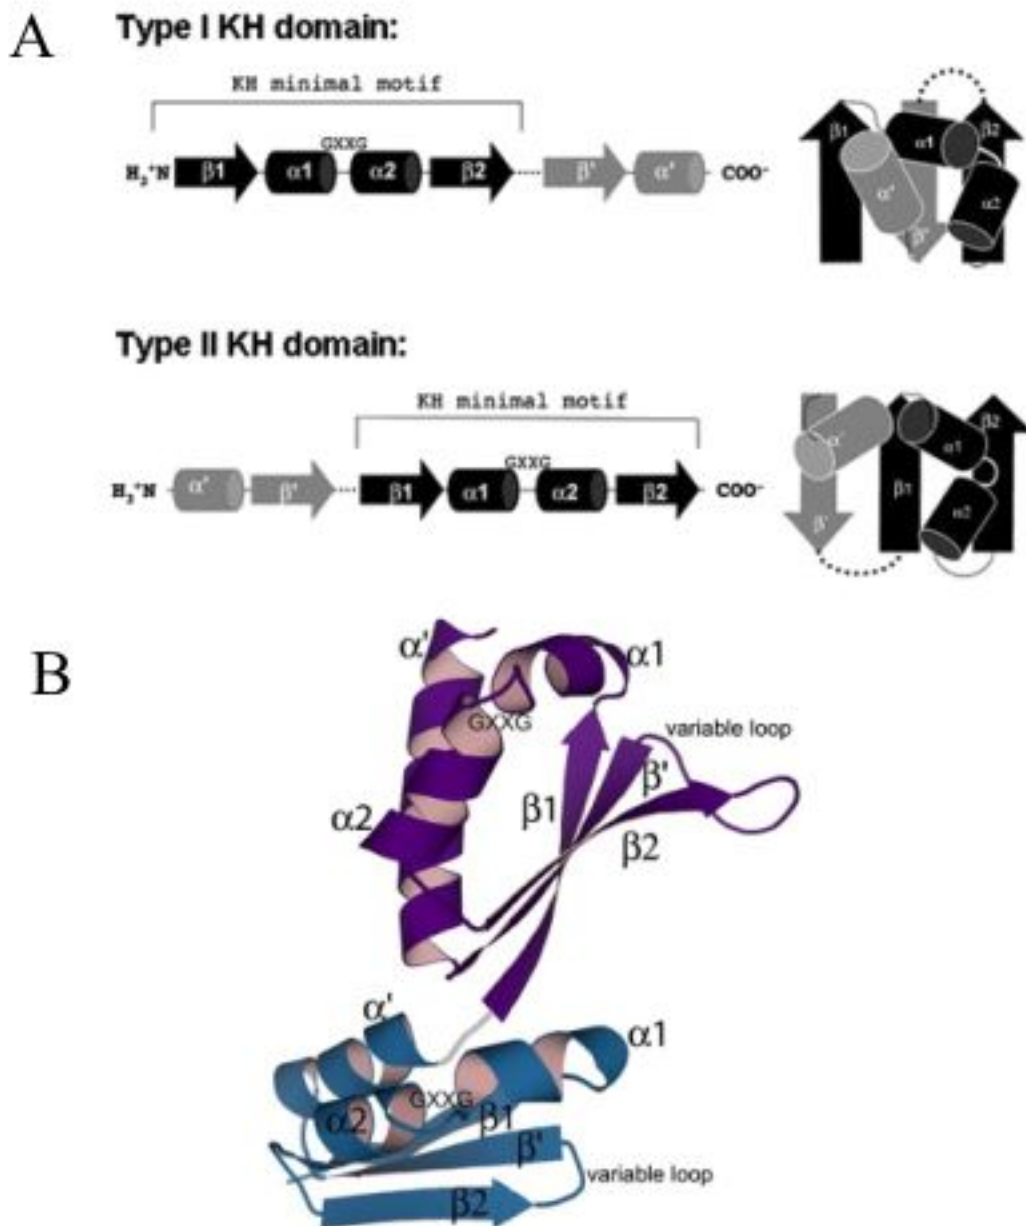 A
Type I KH domain:
KH minimal motif
GXXG
H₂⁺N β1 α1 α2 β2 β' α' COO⁻
β1 α1 β2
α' α2
β'
Type II KH domain:
KH minimal motif
GXXG
H₂⁺N α' β' β1 α1 α2 β2 COO⁻
α' α1 β2
β1 α2
β'
B
α' α1
GXXG
variable loop
β'
α2 β1
β2
α' α1
GXXG
α2 β1
β'
variable loop
β2